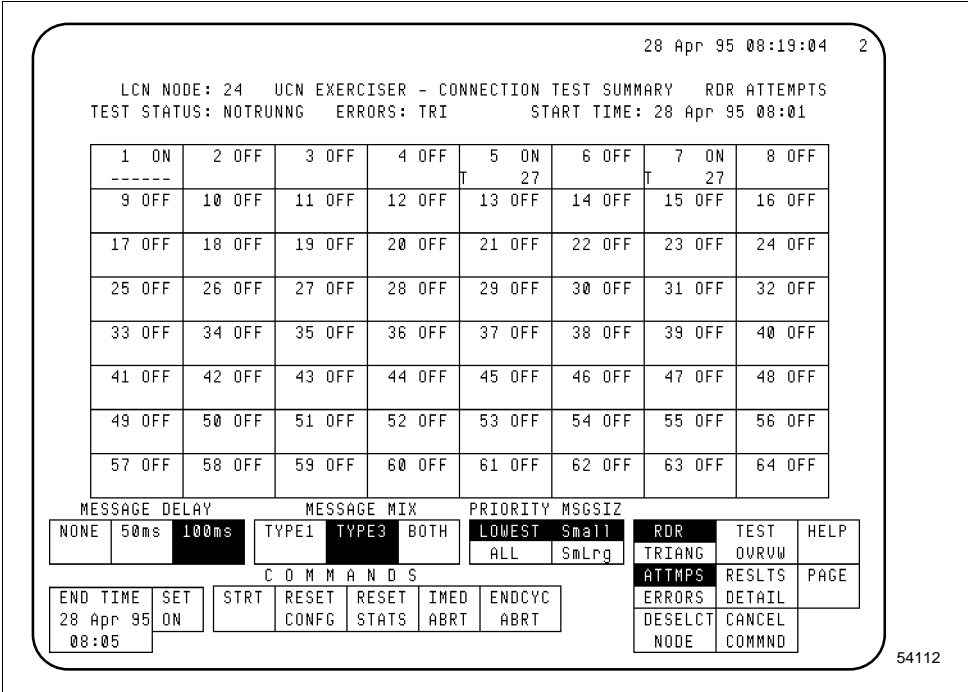 28 Apr 95 08:19:04 2
LCN NODE: 24 UCN EXERCISER - CONNECTION TEST SUMMARY RDR ATTEMPTS
TEST STATUS: NOTRUNNG ERRORS: TRI START TIME: 28 Apr 95 08:01
1 ON 2 OFF 3 OFF 4 OFF 5 ON 6 OFF 7 ON 8 OFF
------ T 27 T 27
9 OFF 10 OFF 11 OFF 12 OFF 13 OFF 14 OFF 15 OFF 16 OFF
17 OFF 18 OFF 19 OFF 20 OFF 21 OFF 22 OFF 23 OFF 24 OFF
25 OFF 26 OFF 27 OFF 28 OFF 29 OFF 30 OFF 31 OFF 32 OFF
33 OFF 34 OFF 35 OFF 36 OFF 37 OFF 38 OFF 39 OFF 40 OFF
41 OFF 42 OFF 43 OFF 44 OFF 45 OFF 46 OFF 47 OFF 48 OFF
49 OFF 50 OFF 51 OFF 52 OFF 53 OFF 54 OFF 55 OFF 56 OFF
57 OFF 58 OFF 59 OFF 60 OFF 61 OFF 62 OFF 63 OFF 64 OFF
MESSAGE DELAY MESSAGE MIX PRIORITY MSGSIZ
NONE 50ms 100ms TYPE1 TYPE3 BOTH LOWEST Small RDR TEST HELP
ALL SmLrg TRIANG OVRVW
COMMANDS ATTMPS RESLTS PAGE
END TIME SET STRT RESET RESET IMED ENDCYC ERRORS DETAIL
28 Apr 95 ON CONFG STATS ABRT ABRT DESELCT CANCEL
08:05 NODE COMMND
54112